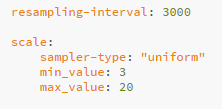 resampling-interval: 3000

scale:
    sampler-type: "uniform"
    min_value: 3
    max_value: 20